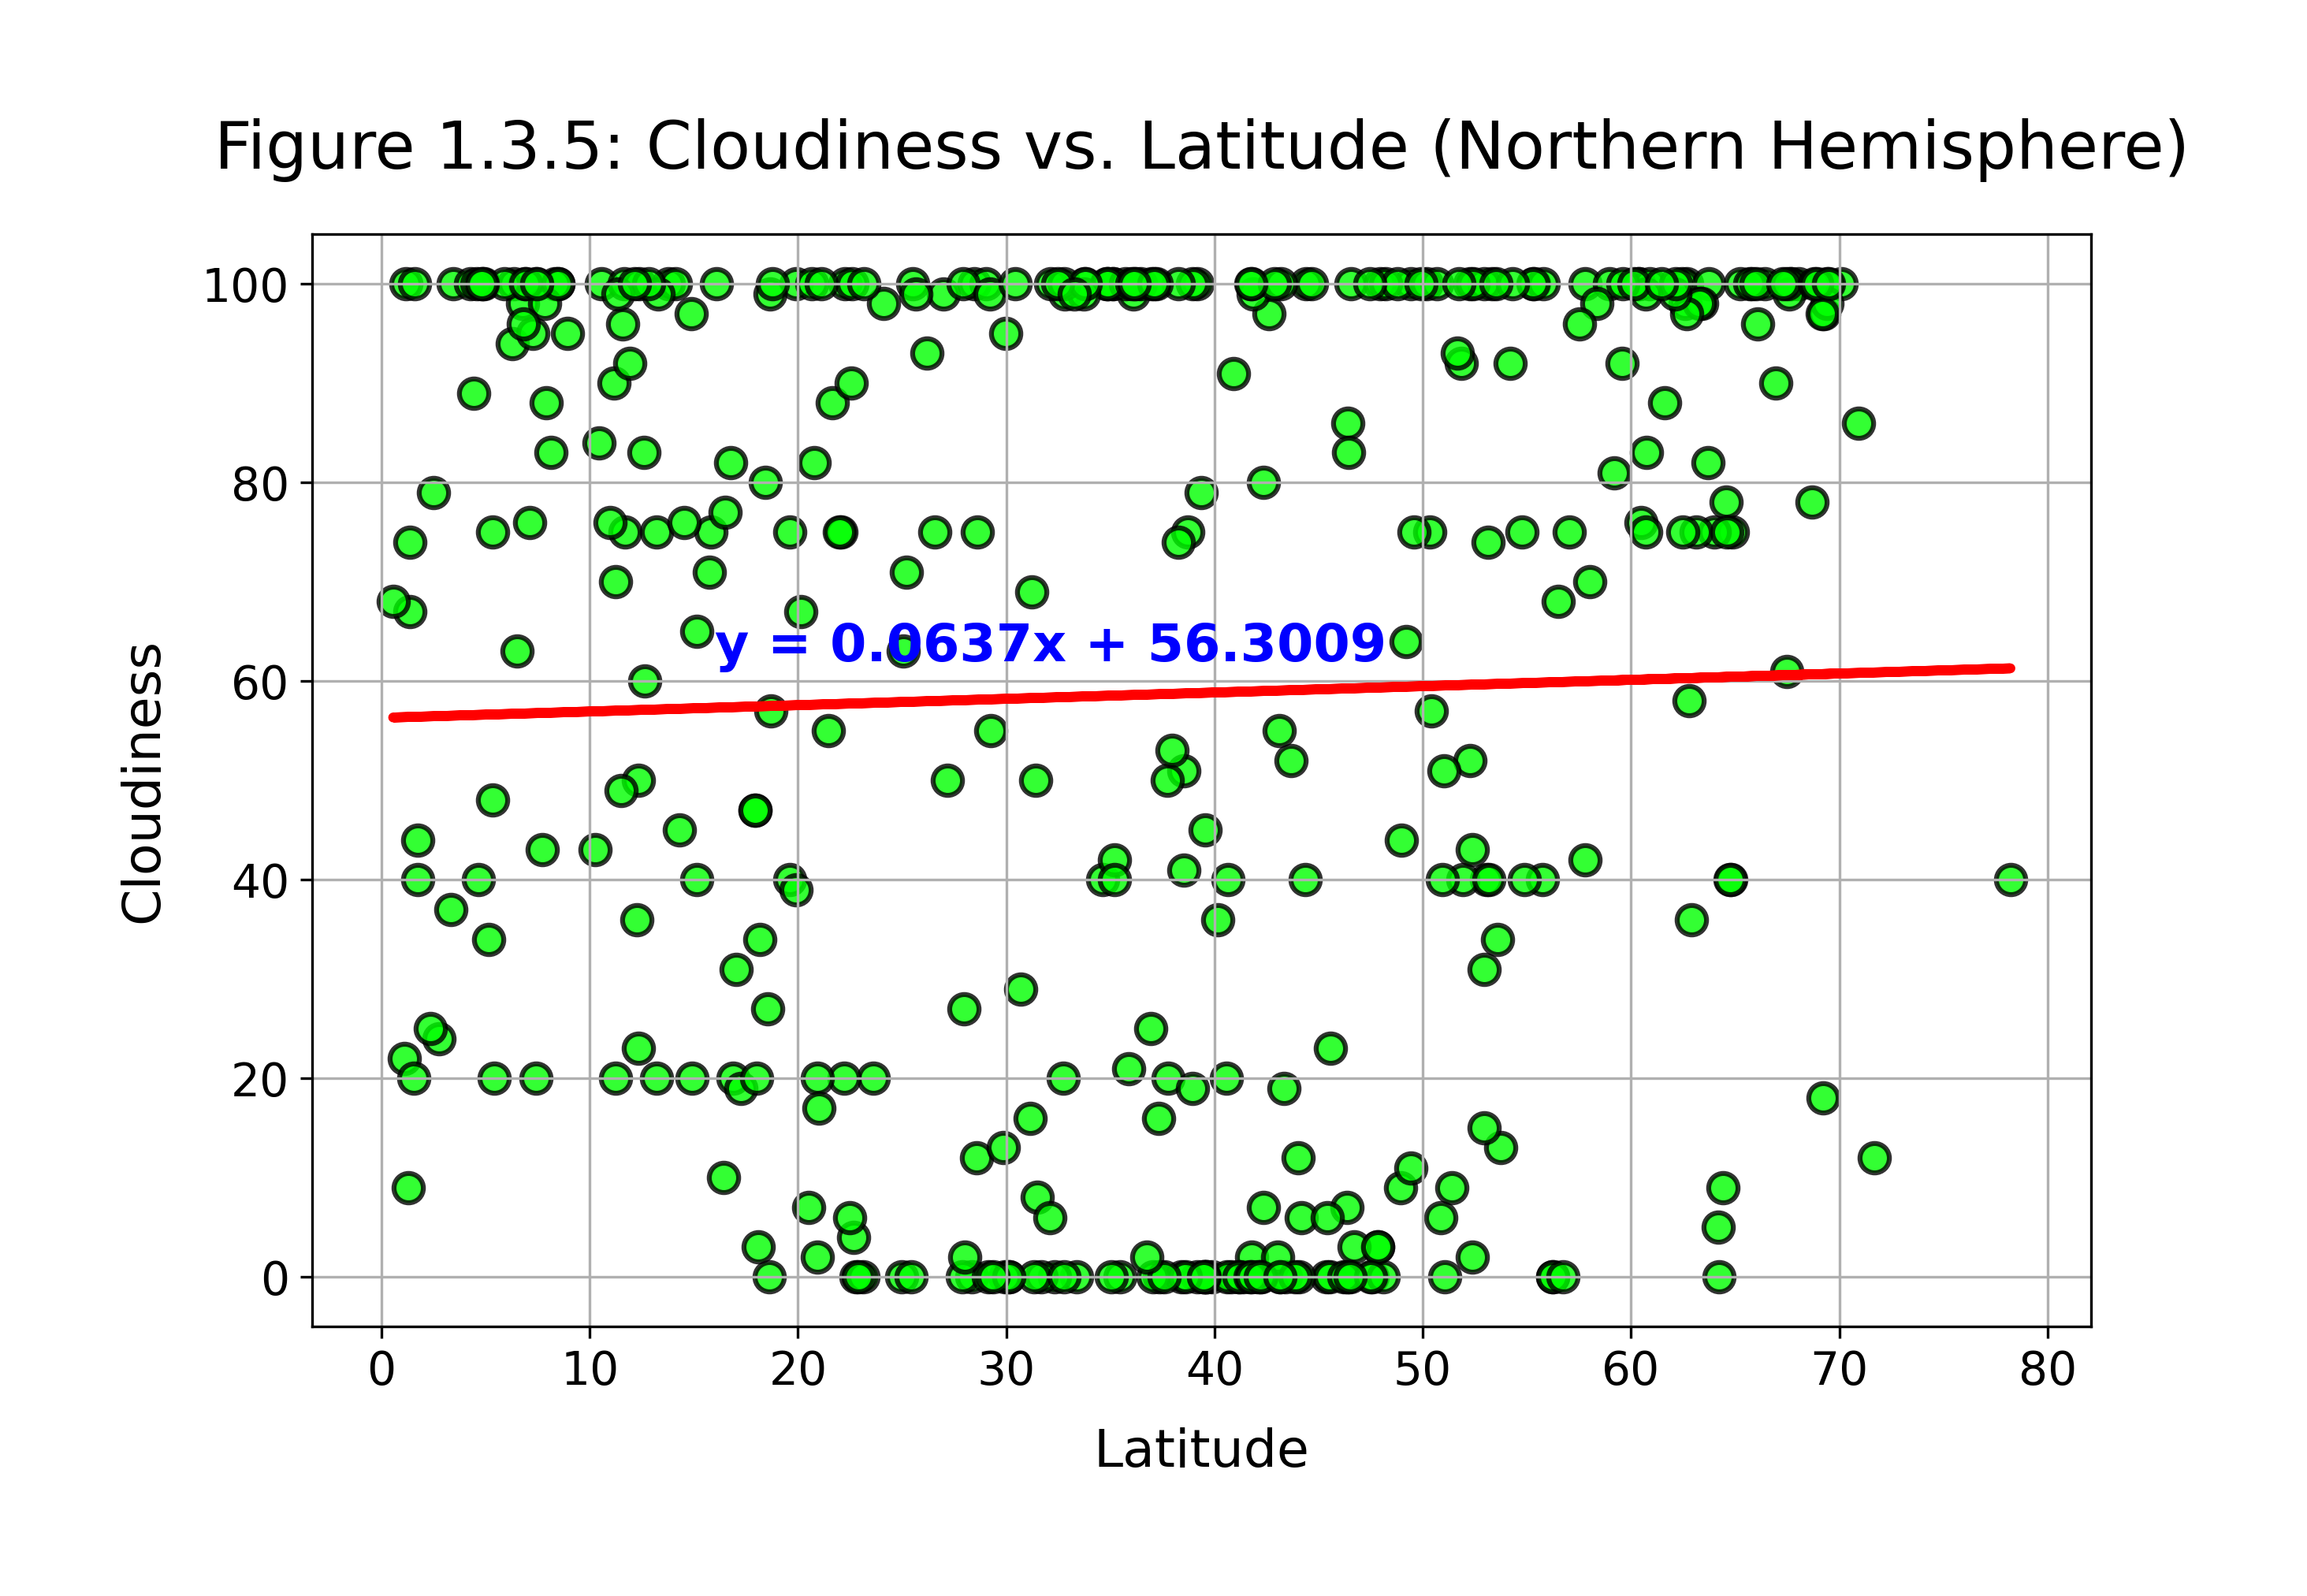 Figure 1.3.5: Cloudiness vs. Latitude (Northern Hemisphere)
100
80
60
40
20
0
Cloudiness
y = 0.0637x + 56.3009
0 10 20 30 40 50 60 70 80
Latitude